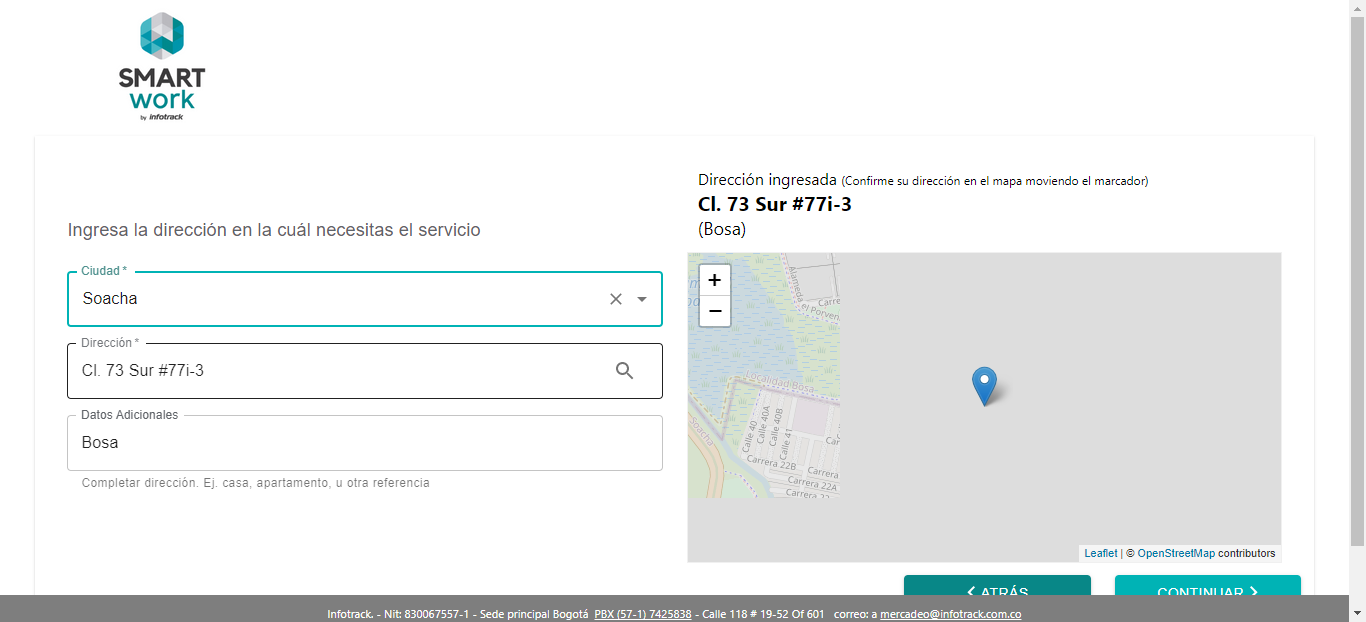 SMART
work
by infotrack
Dirección ingresada (Confirme su dirección en el mapa moviendo el marcador)
Cl. 73 Sur #77i-3
(Bosa)
Ingresa la dirección en la cuál necesitas el servicio
Ciudad *
Soacha
Dirección *
Cl. 73 Sur #77i-3
Datos Adicionales
Bosa
Completar dirección. Ej. casa, apartamento, u otra referencia
+
−
Alameda
el Porven
Carre
Localidad Bosa
Soacha
Calle 40
Calle 40A
Calle 40B
Calle 41
Car
Carrera 22B
Carrera
Carrera 22A
Carrera 2
Leaflet | © OpenStreetMap contributors
ATRÁS
CONTINUAR
Infotrack. - Nit: 830067557-1 - Sede principal Bogotá PBX (57-1) 7425838 - Calle 118 # 19-52 Of 601 correo: a mercadeo@infotrack.com.co